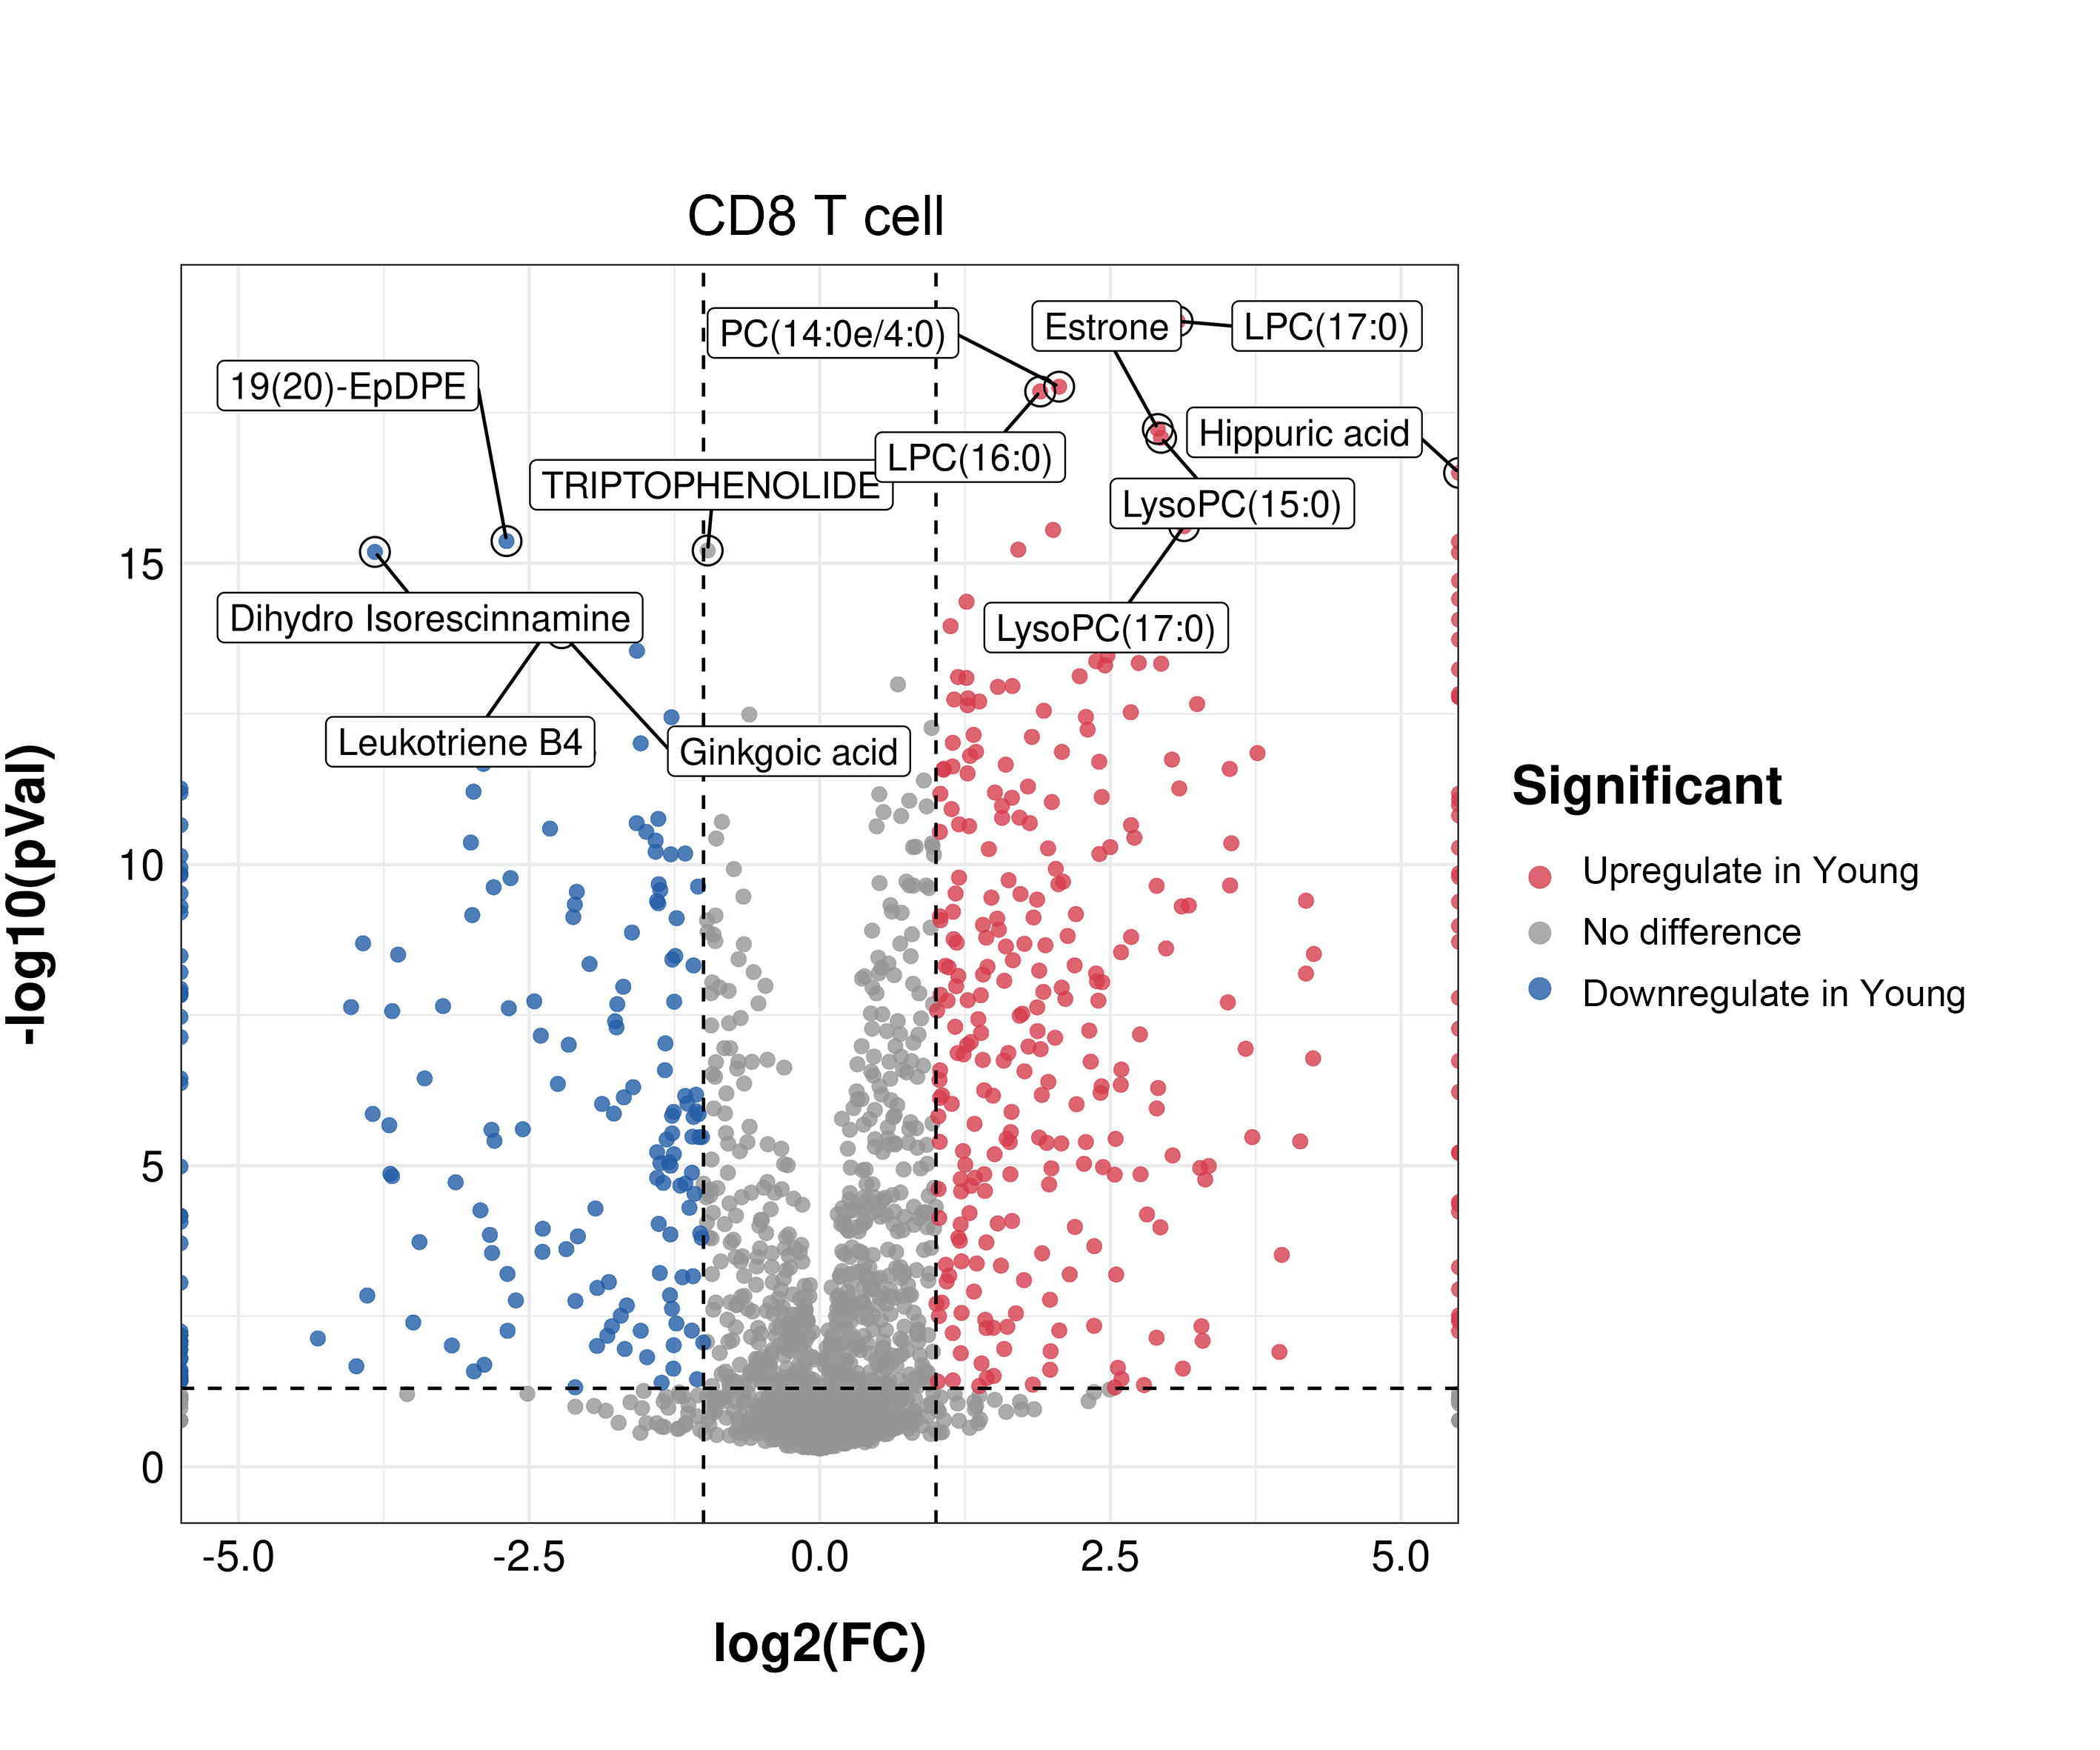 CD8 T cell
PC(14:0e/4:0)
Estrone
LPC(17:0)
19(20)-EpDPE
Hippuric acid
LPC(16:0)
TRIPTOPHENOLIDE
LysoPC(15:0)
Dihydro Isorescinnamine
LysoPC(17:0)
Leukotriene B4
Ginkgoic acid
15
10
5
0
-log10(pVal)
-5.0
-2.5
0.0
2.5
5.0
log2(FC)
Significant
Upregulate in Young
No difference
Downregulate in Young